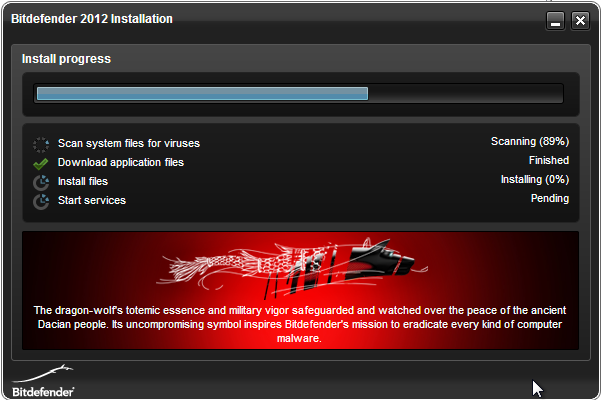 Bitdefender 2012 Installation
Install progress
Scan system files for viruses Scanning (89%)
Download application files Finished
Install files Installing (0%)
Start services Pending
The dragon-wolf's totemic essence and military vigor safeguarded and watched over the peace of the ancient
Dacian people. Its uncompromising symbol inspires Bitdefender's mission to eradicate every kind of computer
malware.
Bitdefender